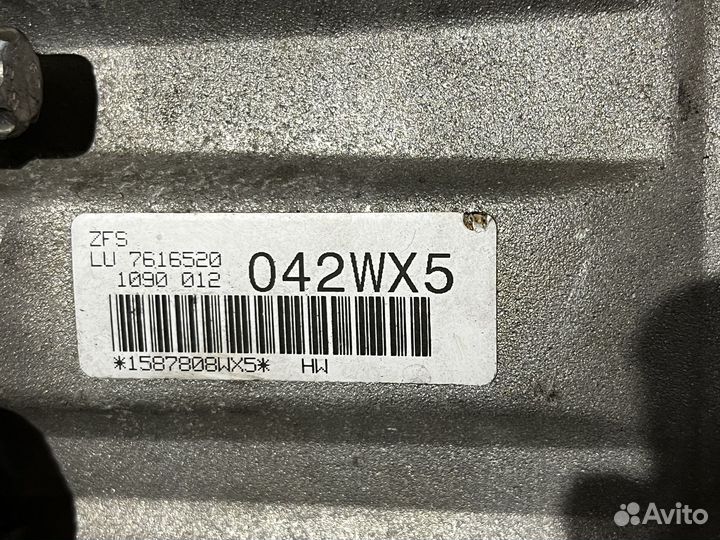 ZFS
LU 7616520
1090 012
042WX5
*1587808WX5* HW
Avito